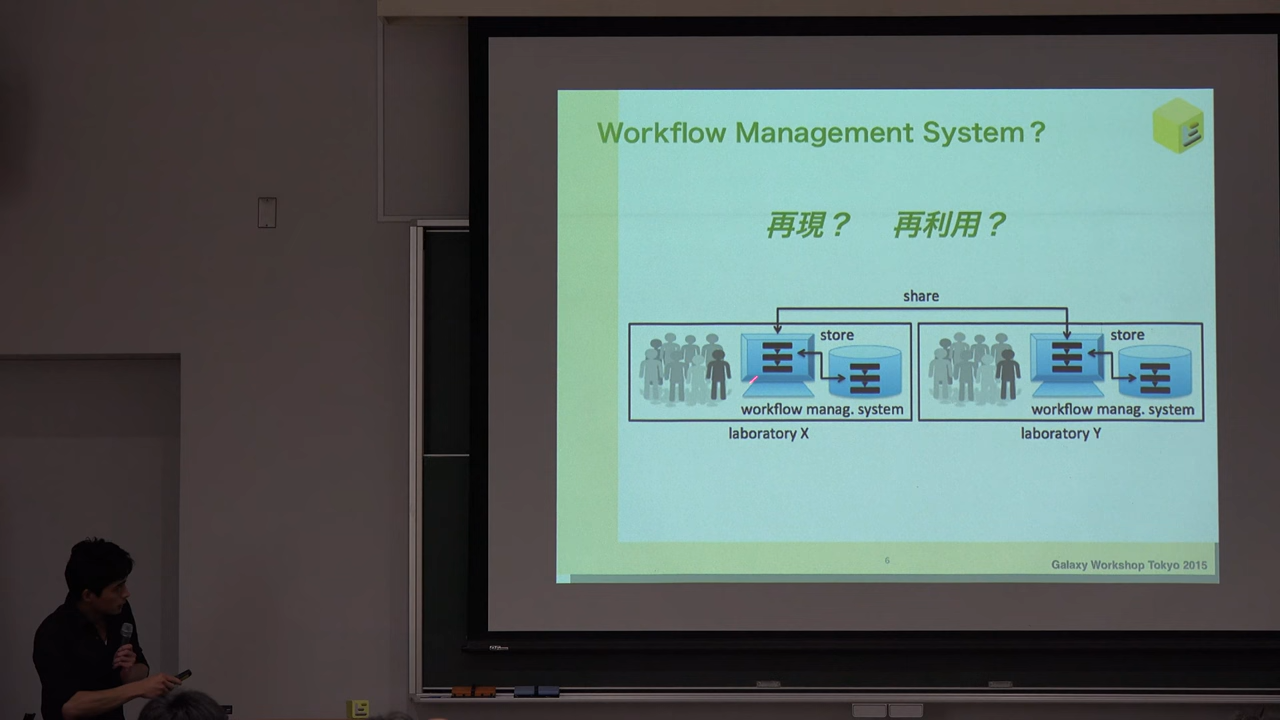 Workflow Management System？
再現？ 再利用？
share
store
store
workflow manag. system
workflow manag. system
laboratory X
laboratory Y
6
Galaxy Workshop Tokyo 2015